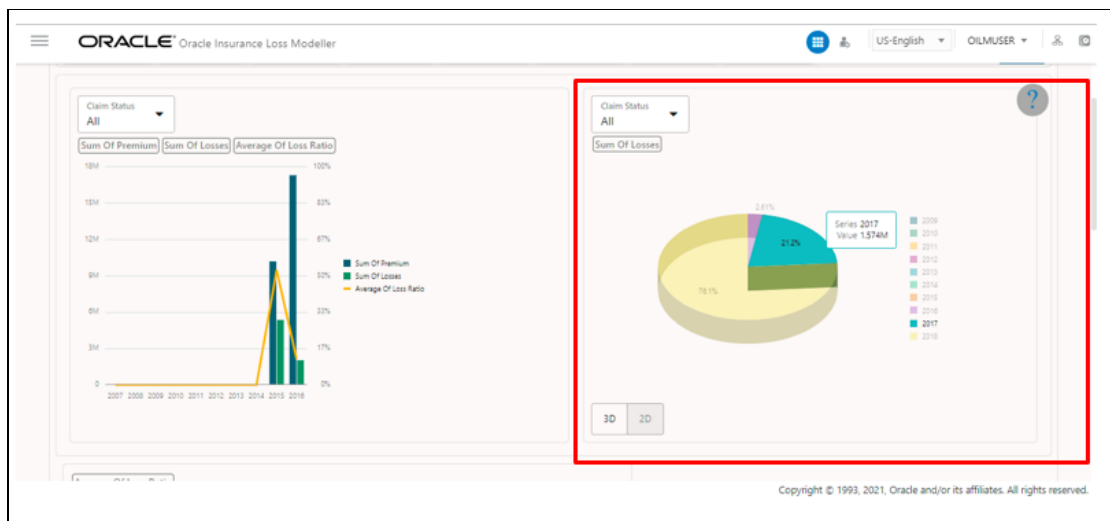 ORACLE® Oracle Insurance Loss Modeller
US-English
OILMUSER
Claim Status
All
Sum Of Premium Sum Of Losses Average Of Loss Ratio
18M 100%
15M 83%
12M 67%
9M 50%
6M 33%
3M 17%
0 0%
2007 2008 2009 2010 2011 2012 2013 2014 2015 2016
Sum Of Premium
Sum Of Losses
Average Of Loss Ratio
?
Claim Status
All
Sum Of Losses
2.61%
21.2%
76.1%
Series 2017
Value 1.574M
2009
2010
2011
2012
2013
2014
2015
2016
2017
2018
3D 2D
Copyright © 1993, 2021, Oracle and/or its affiliates. All rights reserved.